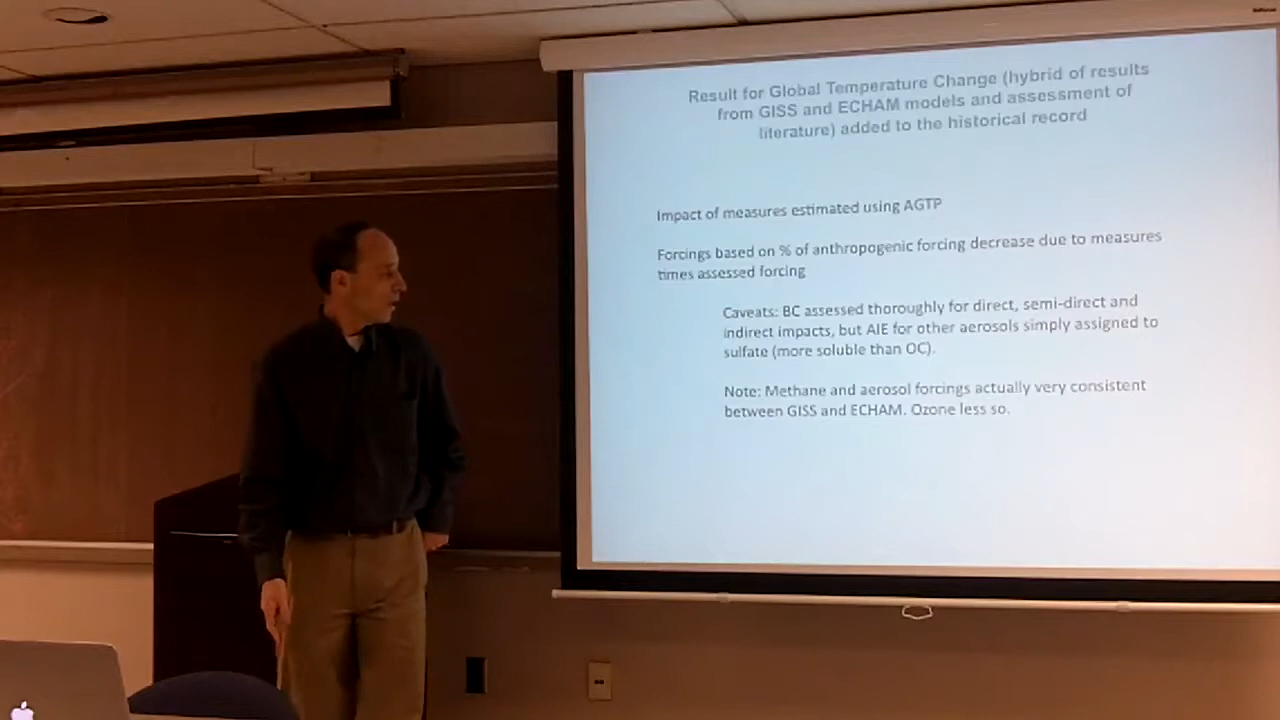 Result for Global Temperature Change (hybrid of results
from GISS and ECHAM models and assessment of
literature) added to the historical record
Impact of measures estimated using AGTP
Forcings based on % of anthropogenic forcing decrease due to measures
times assessed forcing
Caveats: BC assessed thoroughly for direct, semi-direct and
indirect impacts, but AIE for other aerosols simply assigned to
sulfate (more soluble than OC).
Note: Methane and aerosol forcings actually very consistent
between GISS and ECHAM. Ozone less so.